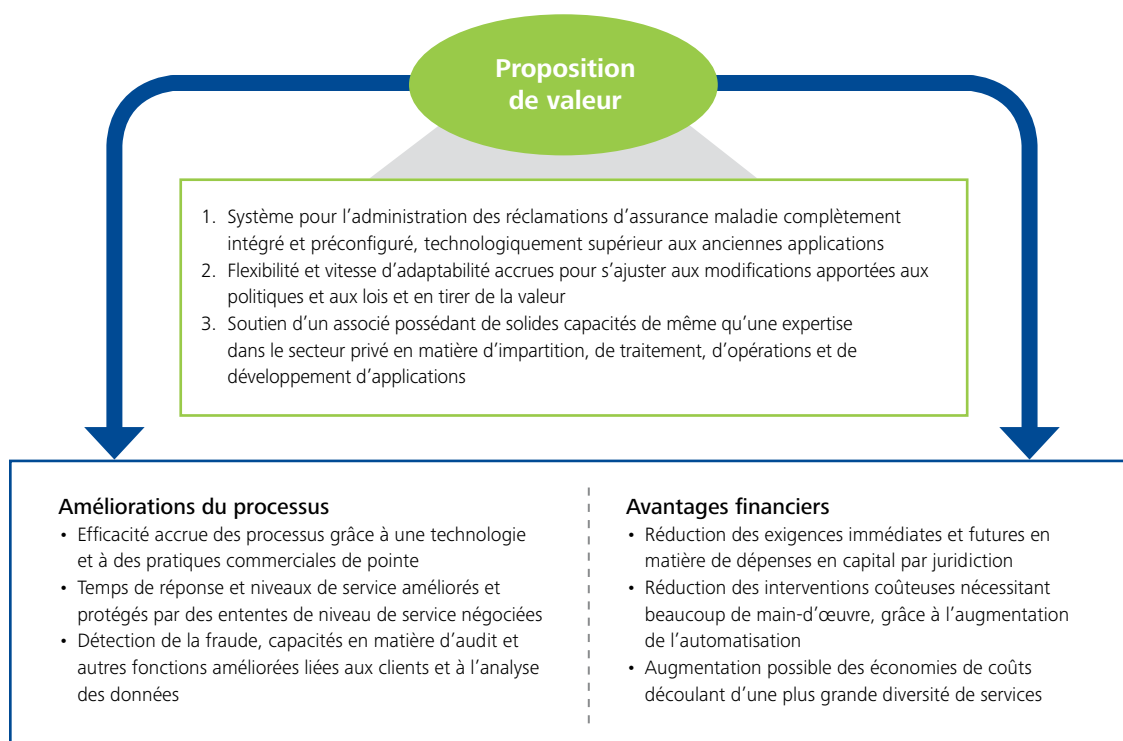 Proposition
de valeur
1. Système pour l’administration des réclamations d’assurance maladie complètement
intégré et préconfiguré, technologiquement supérieur aux anciennes applications
2. Flexibilité et vitesse d’adaptabilité accrues pour s’ajuster aux modifications apportées aux
politiques et aux lois et en tirer de la valeur
3. Soutien d’un associé possédant de solides capacités de même qu’une expertise
dans le secteur privé en matière d’impartition, de traitement, d’opérations et de
développement d’applications
Améliorations du processus
• Efficacité accrue des processus grâce à une technologie
et à des pratiques commerciales de pointe
• Temps de réponse et niveaux de service améliorés et
protégés par des ententes de niveau de service négociées
• Détection de la fraude, capacités en matière d’audit et
autres fonctions améliorées liées aux clients et à l’analyse
des données
Avantages financiers
• Réduction des exigences immédiates et futures en
matière de dépenses en capital par juridiction
• Réduction des interventions coûteuses nécessitant
beaucoup de main-d’œuvre, grâce à l’augmentation
de l’automatisation
• Augmentation possible des économies de coûts
découlant d’une plus grande diversité de services